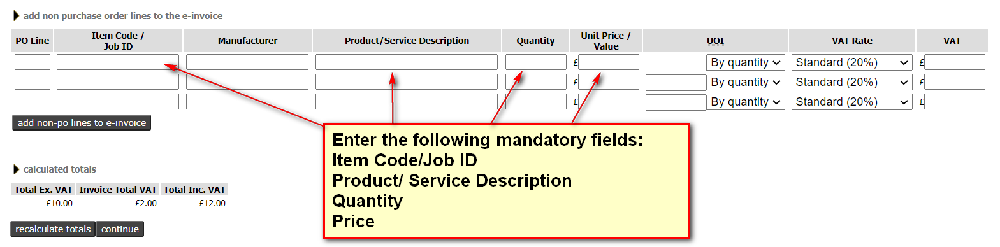 add non purchase order lines to the e-invoice
PO Line Item Code / Job ID Manufacturer Product/Service Description Quantity Unit Price / Value UOI VAT Rate VAT
£ By quantity Standard (20%) £
£ By quantity Standard (20%) £
£ By quantity Standard (20%) £
add non-po lines to e-invoice
Enter the following mandatory fields:
Item Code/Job ID
Product/ Service Description
Quantity
Price
calculated totals
Total Ex. VAT Invoice Total VAT Total Inc. VAT
£10.00 £2.00 £12.00
recalculate totals continue